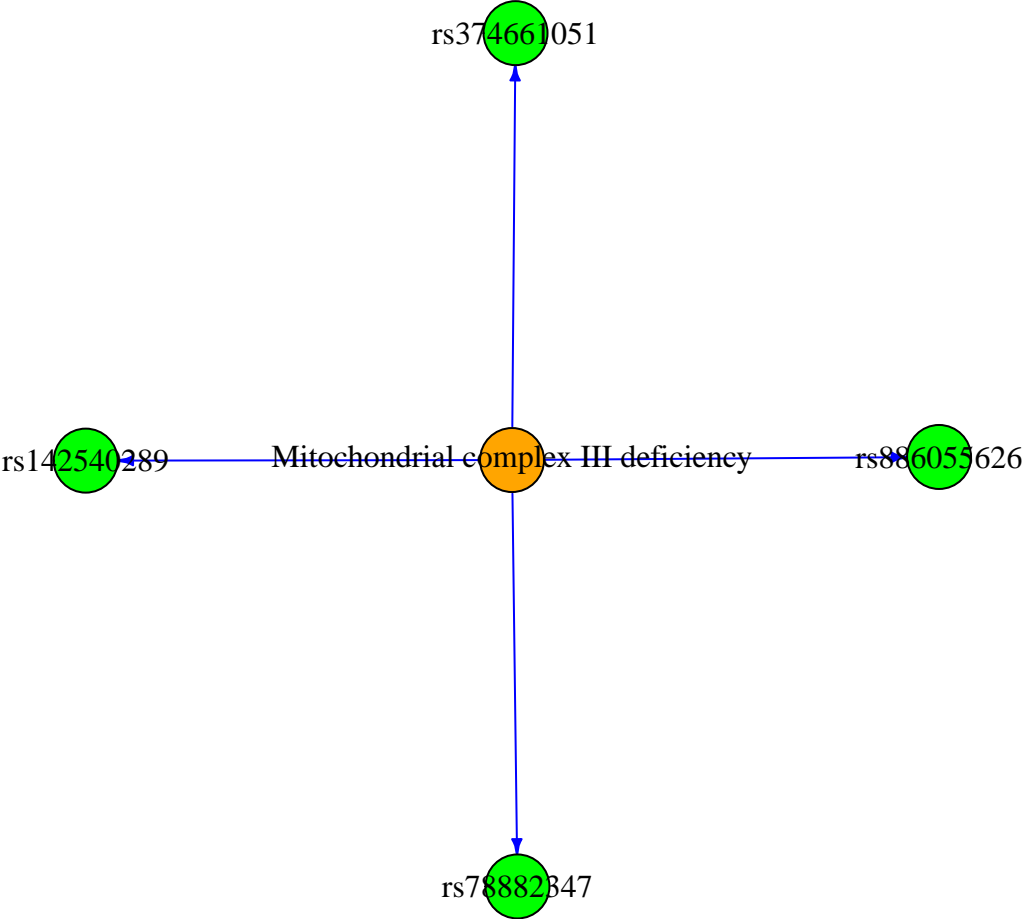 rs374661051
Mitochondrial complex III deficiency
rs142540289
rs886055626
rs78882347